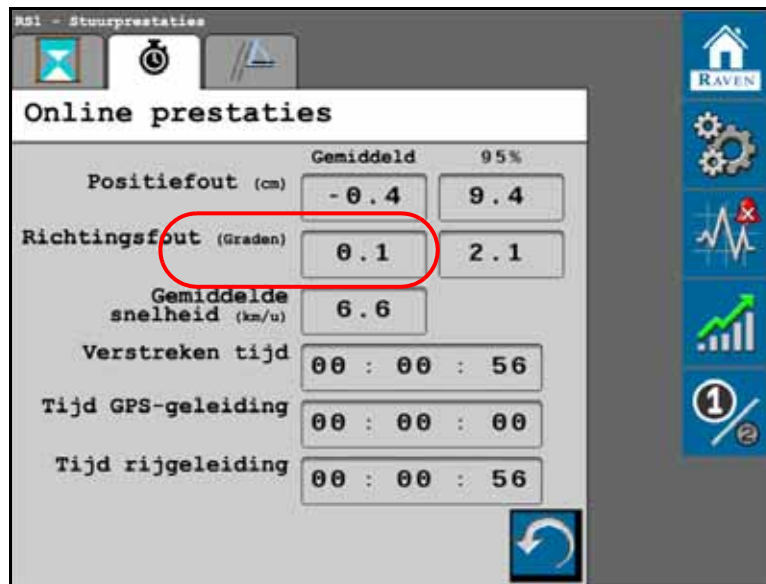 RS1 - Stuurprestaties
RAVEN
Online prestaties
Gemiddeld 95%
Positiefout (cm) -0.4 9.4
Richtingsfout (Graden) 0.1 2.1
Gemiddelde
snelheid (km/u) 6.6
Verstreken tijd 00 : 00 : 56
Tijd GPS-geleiding 00 : 00 : 00
Tijd rijgeleiding 00 : 00 : 56
1/2